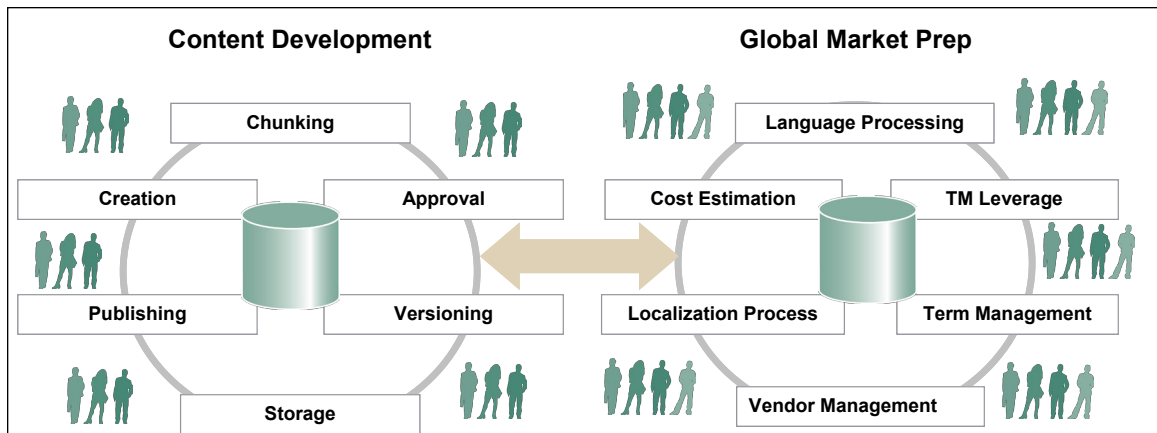 Content Development
Global Market Prep
Chunking
Language Processing
Creation
Approval
Cost Estimation
TM Leverage
Publishing
Versioning
Localization Process
Term Management
Storage
Vendor Management